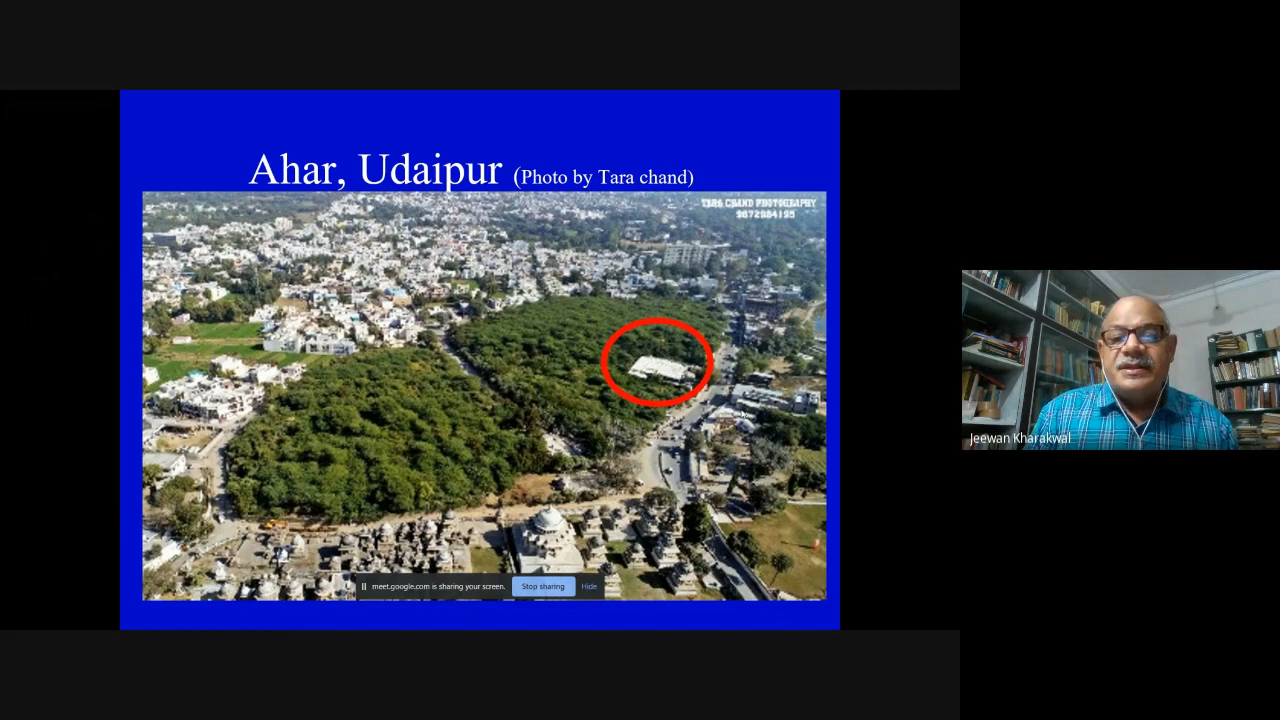 Ahar, Udaipur (Photo by Tara chand)
TARA CHAND PHOTOGRAPHY
9672984195
meet.google.com is sharing your screen. Stop sharing Hide
Jeewan Kharakwal